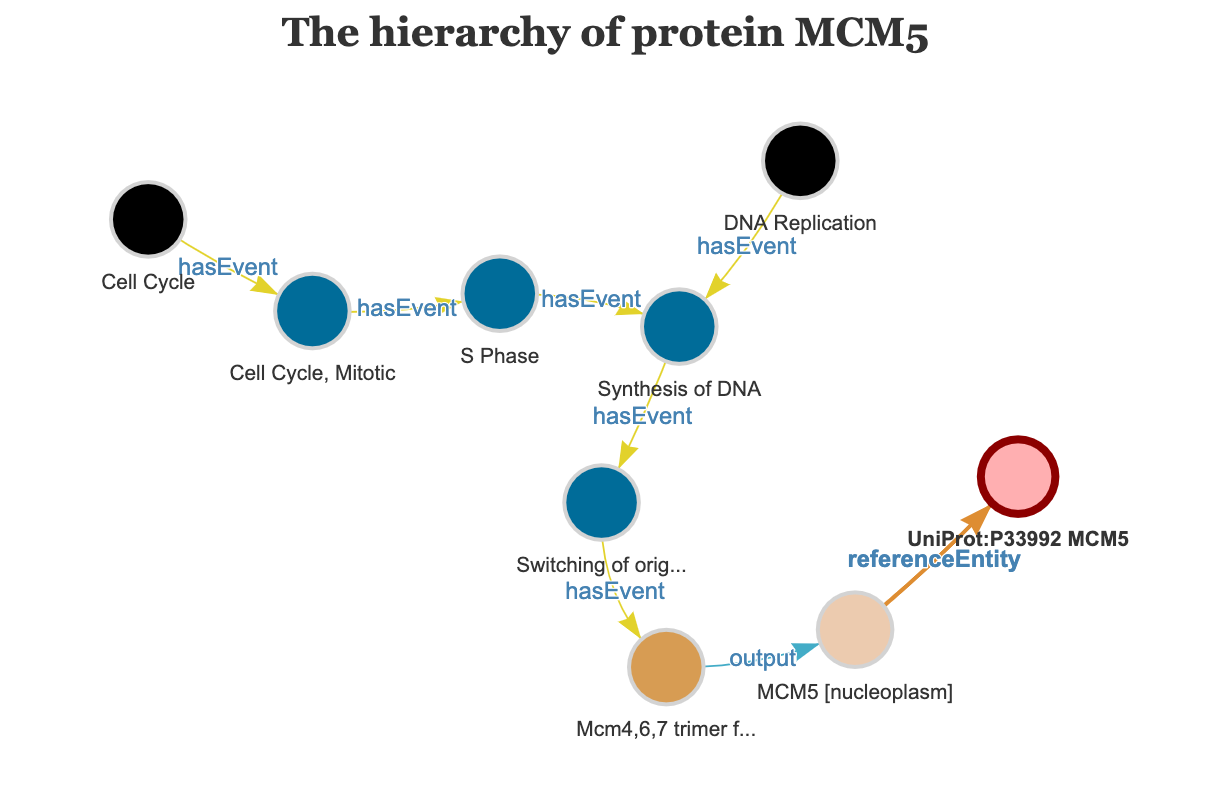 The hierarchy of protein MCM5
DNA Replication
hasEvent
Cell Cycle
hasEvent
hasEvent
hasEvent
S Phase
Cell Cycle, Mitotic
Synthesis of DNA
hasEvent
UniProt:P33992 MCM5
referenceEntity
Switching of orig...
hasEvent
output
MCM5 [nucleoplasm]
Mcm4,6,7 trimer f...